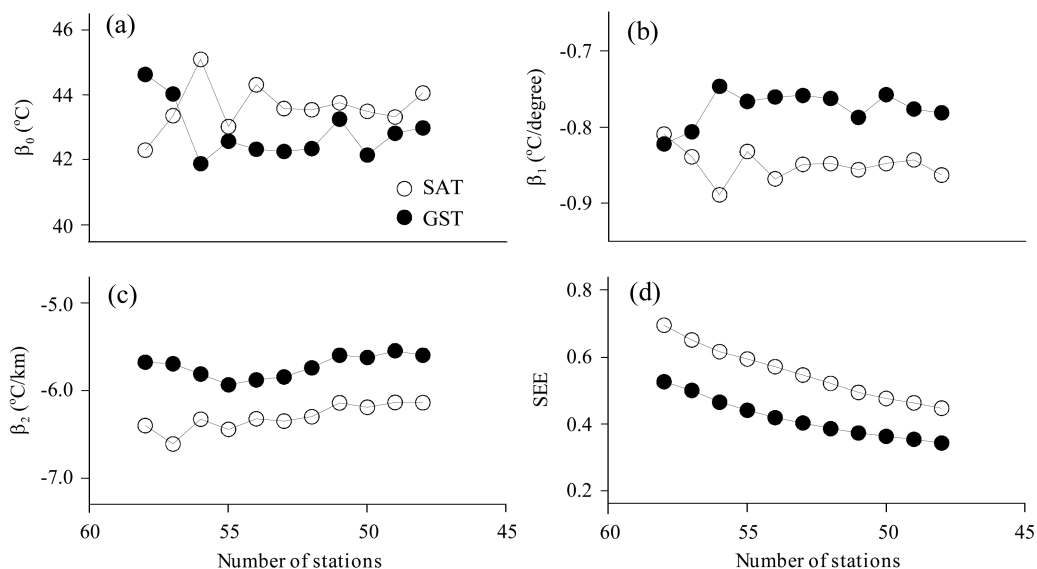 (a)
46
44
42
40
β0 (ºC)
SAT
GST
(b)
-0.7
-0.8
-0.9
β1 (ºC/degree)
(c)
-5.0
-6.0
-7.0
β2 (ºC/km)
60
55
50
45
Number of stations
(d)
0.8
0.6
0.4
0.2
SEE
60
55
50
45
Number of stations